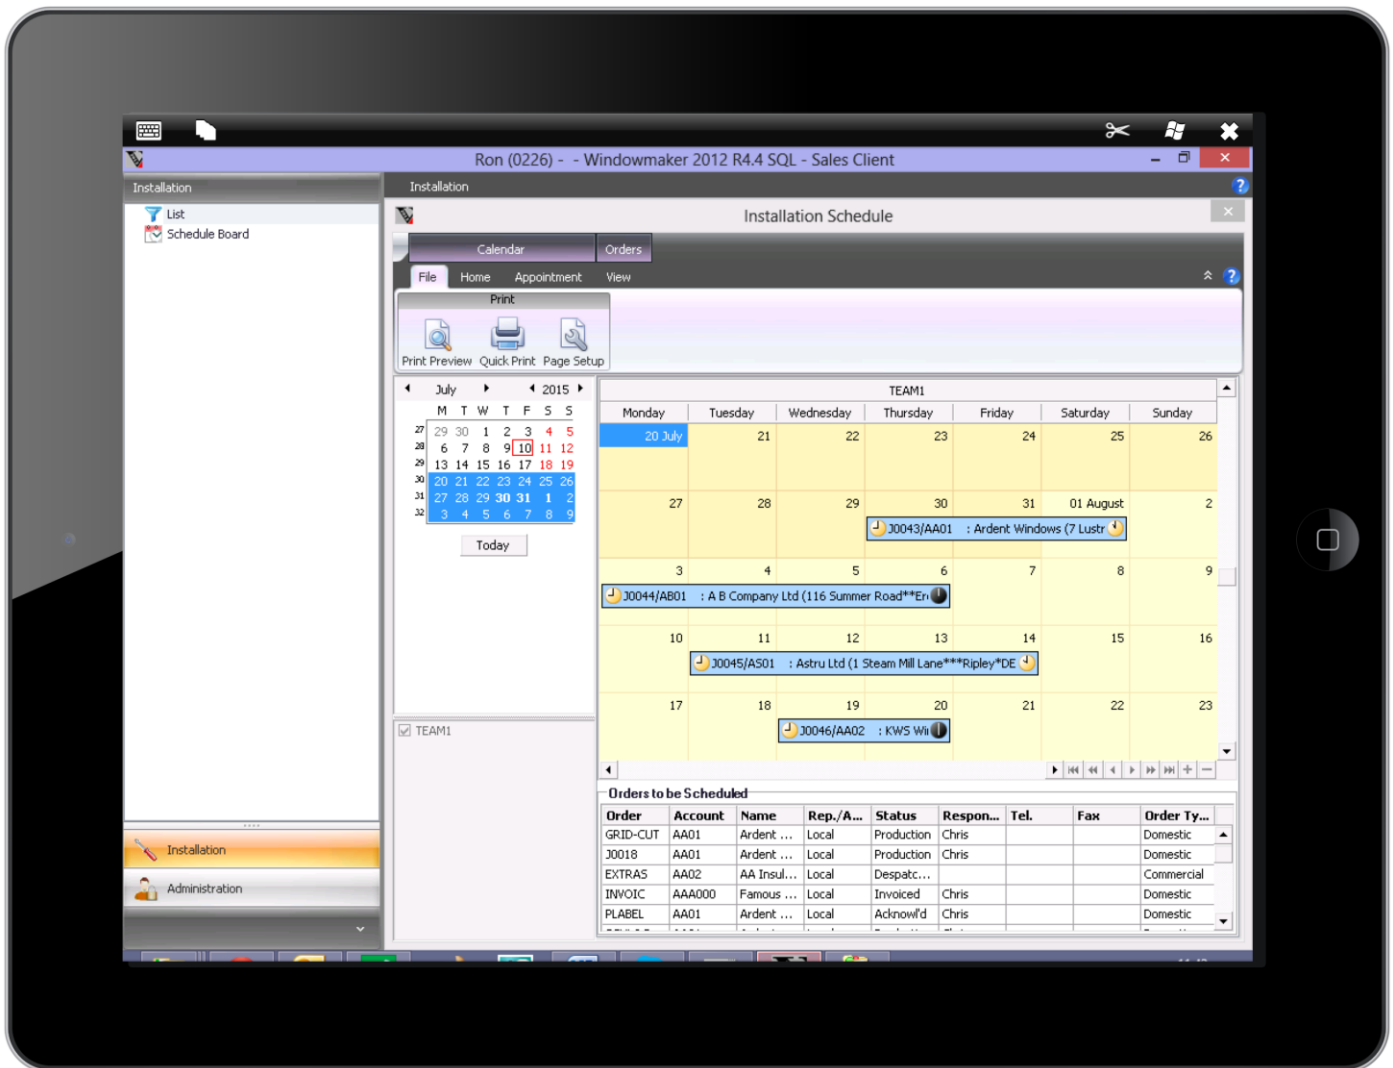 Ron (0226) -  - Windowmaker 2012 R4.4 SQL - Sales Client
Installation
List
Schedule Board
Installation
Administration
Installation
Installation Schedule
Calendar Orders
File Home Appointment View
Print
Print Preview Quick Print Page Setup
July 2015
M T W T F S S
27 29 30 1 2 3 4 5
28 6 7 8 9 10 11 12
29 13 14 15 16 17 18 19
30 20 21 22 23 24 25 26
31 27 28 29 30 31 1 2
32 3 4 5 6 7 8 9
Today
TEAM1
TEAM1
Monday Tuesday Wednesday Thursday Friday Saturday Sunday
20 July 21 22 23 24 25 26
27 28 29 30 31 01 August 2
J0043/AA01 : Ardent Windows (7 Lustr
3 4 5 6 7 8 9
J0044/AB01 : A B Company Ltd (116 Summer Road**Er
10 11 12 13 14 15 16
J0045/AS01 : Astru Ltd (1 Steam Mill Lane***Ripley*DE
17 18 19 20 21 22 23
J0046/AA02 : KWS Wi
Orders to be Scheduled
Order Account Name Rep./A... Status Respon... Tel. Fax Order Ty...
GRID-CUT AA01 Ardent ... Local Production Chris Domestic
J0018 AA01 Ardent ... Local Production Chris Domestic
EXTRAS AA02 AA Insul... Local Despatc... Commercial
INVOIC AAA000 Famous ... Local Invoiced Chris Domestic
PLABEL AA01 Ardent ... Local Acknowl'd Chris Domestic